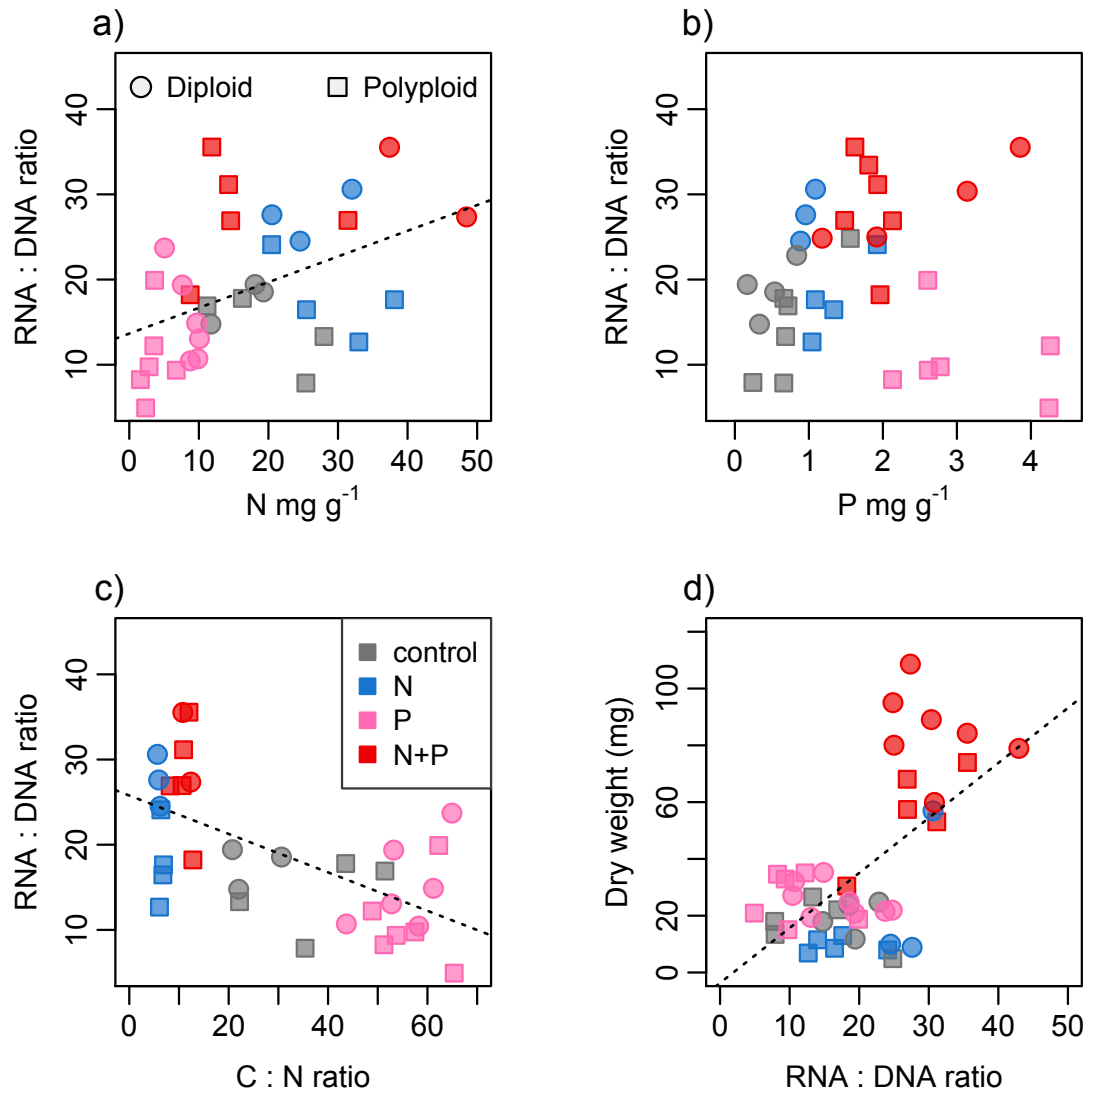 a)
Diploid Polyploid
RNA : DNA ratio
10 20 30 40
0 10 20 30 40 50
N mg g⁻¹
b)
RNA : DNA ratio
10 20 30 40
0 1 2 3 4
P mg g⁻¹
c)
control
N
P
N+P
RNA : DNA ratio
10 20 30 40
0 20 40 60
C : N ratio
d)
Dry weight (mg)
0 20 60 100
0 10 20 30 40 50
RNA : DNA ratio